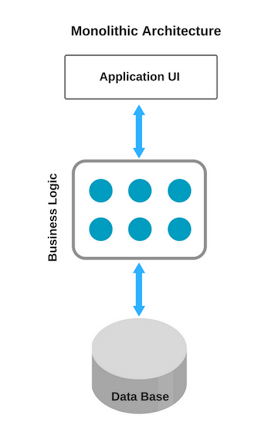 Monolithic Architecture
Application UI
Business Logic
Data Base